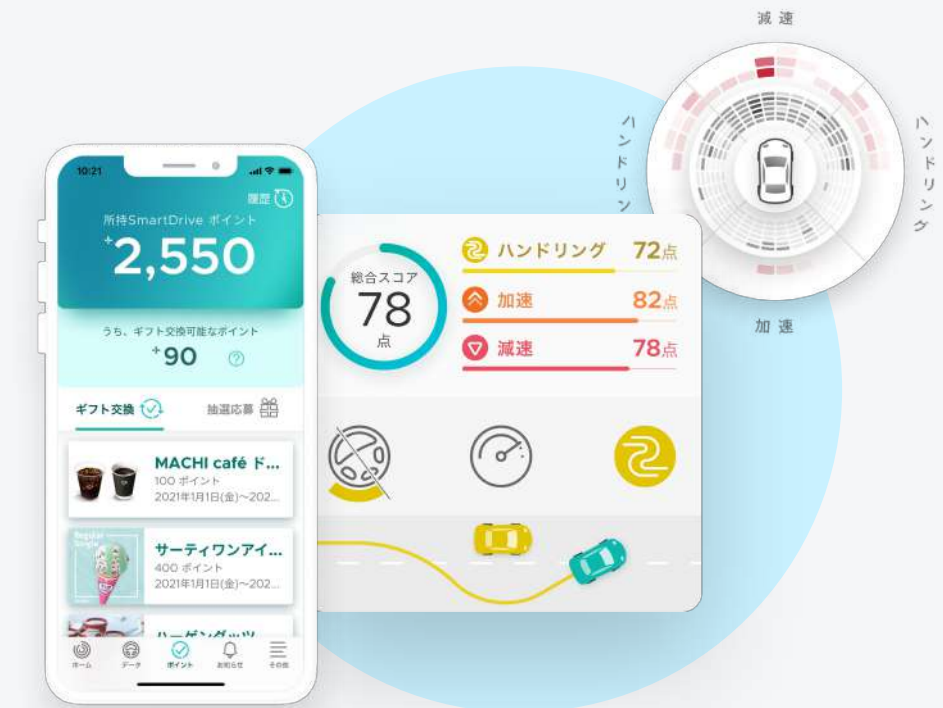 10:21
履歴
所持SmartDrive ポイント
+2,550
うち、ギフト交換可能なポイント
+90
?
ギフト交換
抽選応募
MACHI café ド...
100 ポイント
2021年1月1日(金)~202...
Regular
Single
サーティワンアイ...
400 ポイント
2021年1月1日(金)~202...
ハーゲンダッツ
ホーム
データ
ポイント
お知らせ
その他
総合スコア
78
点
ハンドリング 72点
加速 82点
減速 78点
減速
ハンドリン
ハンドリング
加速